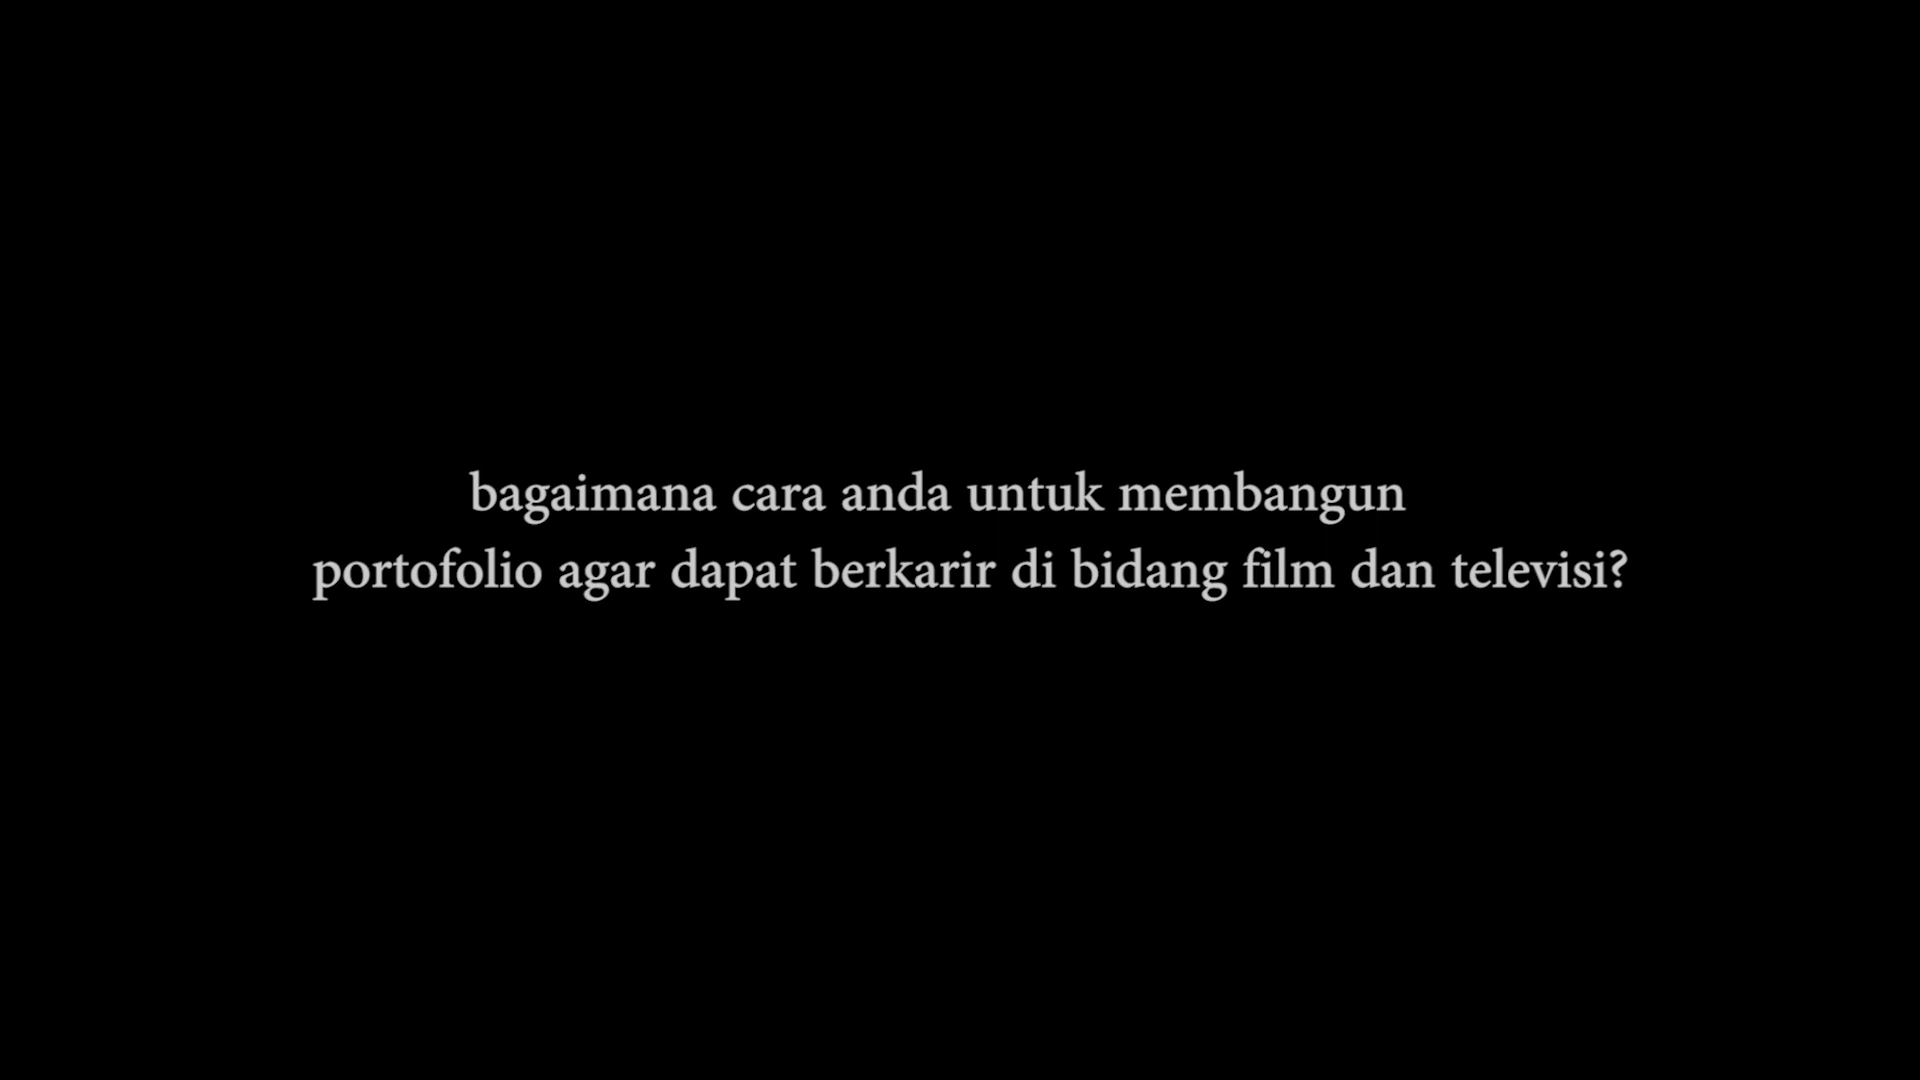 bagaimana cara anda untuk membangun
portofolio agar dapat berkarir di bidang film dan televisi?